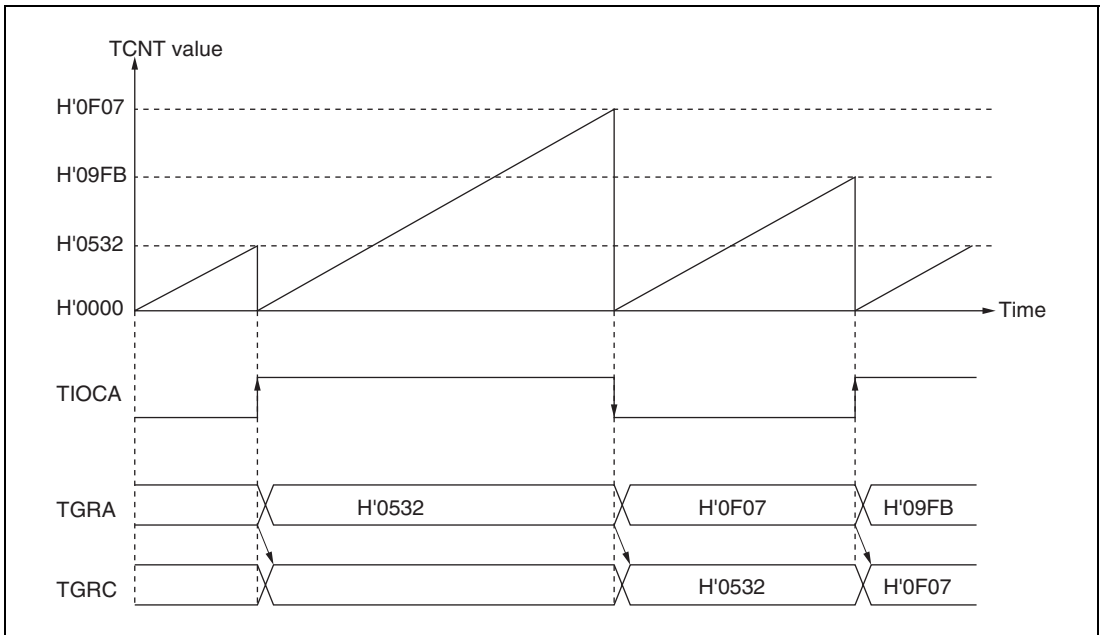 TCNT value
H'0F07
H'09FB
H'0532
H'0000
Time
TIOCA
TGRA
H'0532
H'0F07
H'09FB
TGRC
H'0532
H'0F07